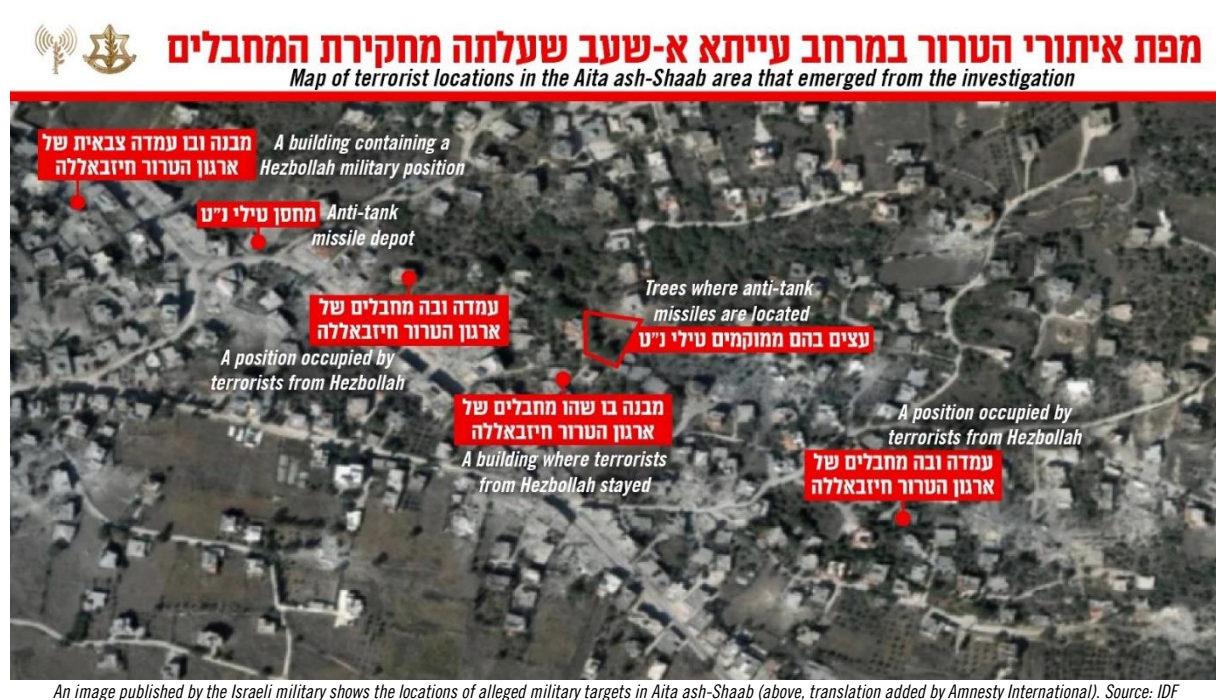 מפת איתורי הטרור במרחב עייתא א-שעב שעלתה מחקירת המחבלים
Map of terrorist locations in the Aita ash-Shaab area that emerged from the investigation
מבנה ובו עמדה צבאית של
ארגון הטרור חיזבאללה
A building containing a
Hezbollah military position
מחסן טילי נ"ט
Anti-tank
missile depot
עמדה ובה מחבלים של
ארגון הטרור חיזבאללה
A position occupied by
terrorists from Hezbollah
Trees where anti-tank
missiles are located
עצים בהם ממוקמים טילי נ"ט
מבנה בו שהו מחבלים של
ארגון הטרור חיזבאללה
A building where terrorists
from Hezbollah stayed
A position occupied by
terrorists from Hezbollah
עמדה ובה מחבלים של
ארגון הטרור חיזבאללה
An image published by the Israeli military shows the locations of alleged military targets in Aita ash-Shaab (above, translation added by Amnesty International). Source: IDF